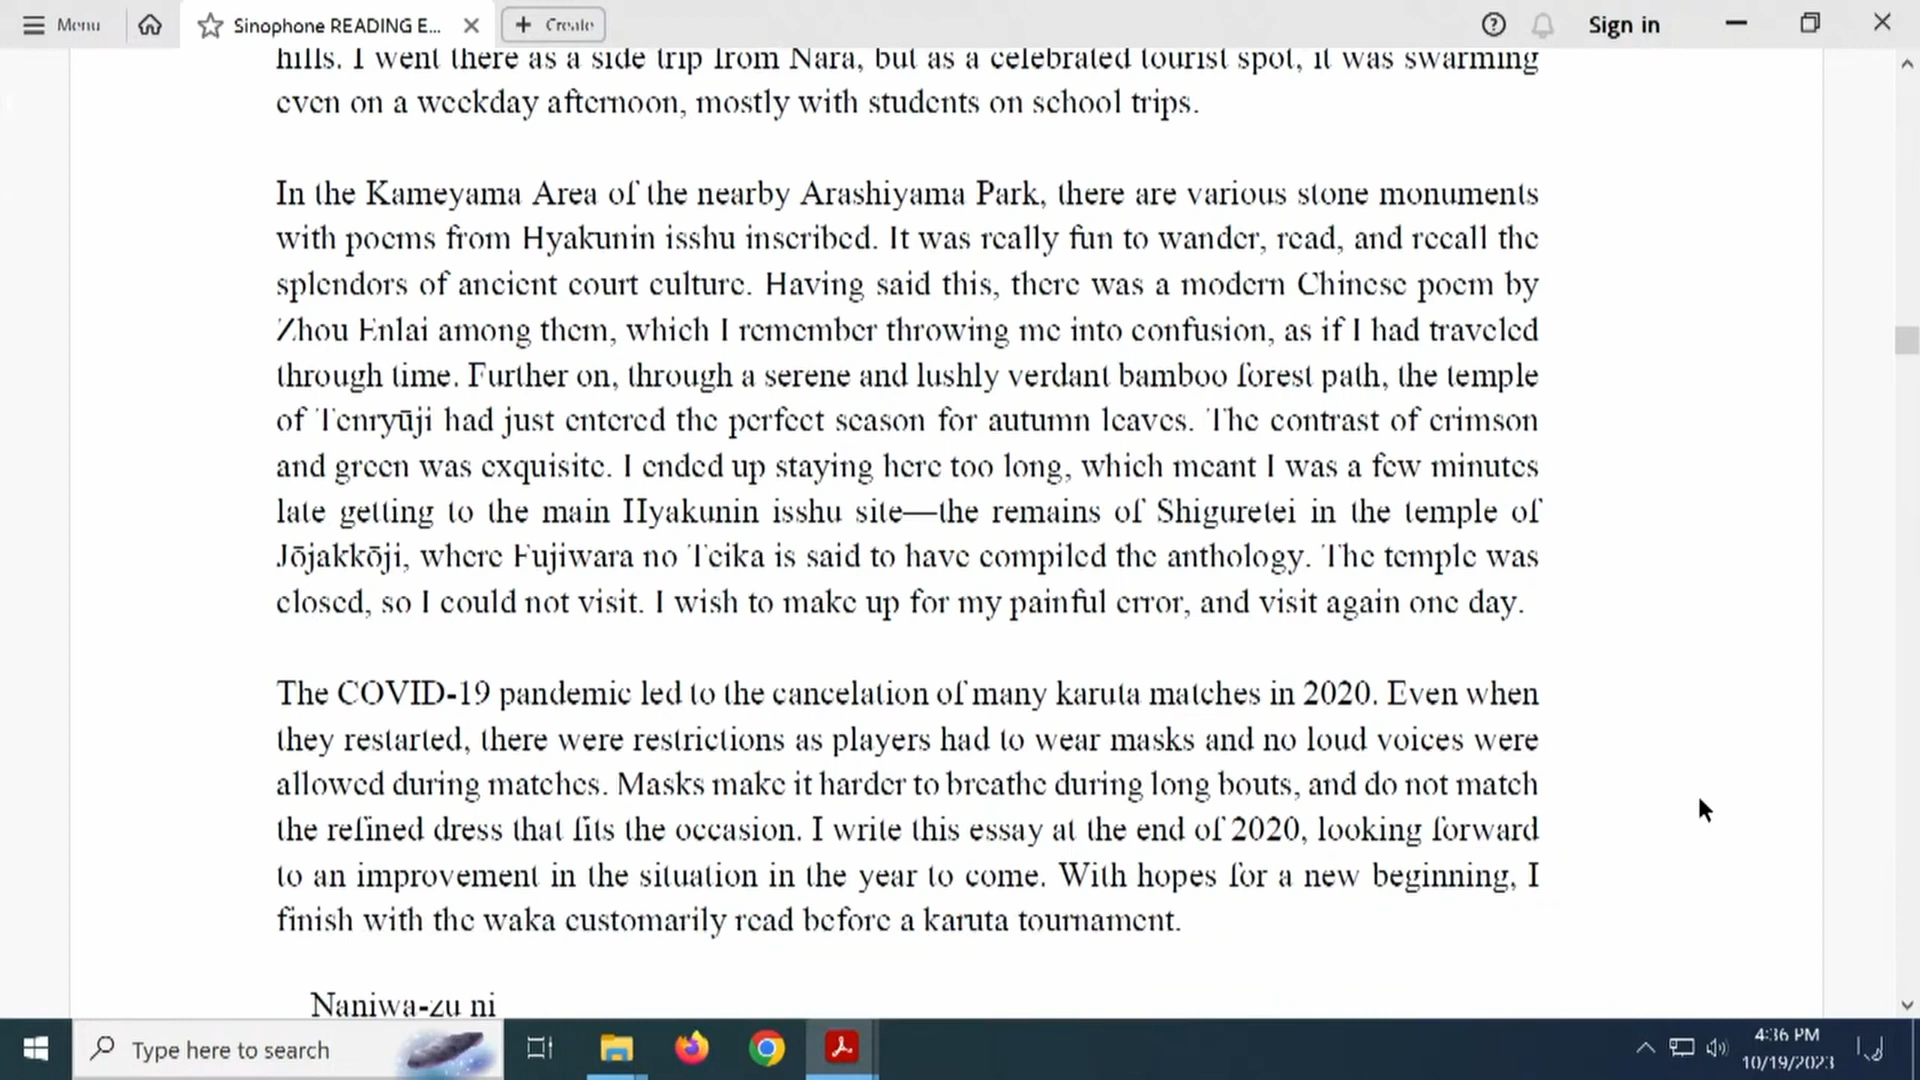 Menu
Sinophone READING E...
Create
Sign in
hills. I went there as a side trip from Nara, but as a celebrated tourist spot, it was swarming
even on a weekday afternoon, mostly with students on school trips.
In the Kameyama Area of the nearby Arashiyama Park, there are various stone monuments
with poems from Hyakunin isshu inscribed. It was really fun to wander, read, and recall the
splendors of ancient court culture. Having said this, there was a modern Chinese poem by
Zhou Enlai among them, which I remember throwing me into confusion, as if I had traveled
through time. Further on, through a serene and lushly verdant bamboo forest path, the temple
of Tenryūji had just entered the perfect season for autumn leaves. The contrast of crimson
and green was exquisite. I ended up staying here too long, which meant I was a few minutes
late getting to the main Hyakunin isshu site—the remains of Shiguretei in the temple of
Jōjakkōji, where Fujiwara no Teika is said to have compiled the anthology. The temple was
closed, so I could not visit. I wish to make up for my painful error, and visit again one day.
The COVID-19 pandemic led to the cancelation of many karuta matches in 2020. Even when
they restarted, there were restrictions as players had to wear masks and no loud voices were
allowed during matches. Masks make it harder to breathe during long bouts, and do not match
the refined dress that fits the occasion. I write this essay at the end of 2020, looking forward
to an improvement in the situation in the year to come. With hopes for a new beginning, I
finish with the waka customarily read before a karuta tournament.
Naniwa-zu ni
Type here to search
4:36 PM
10/19/2023